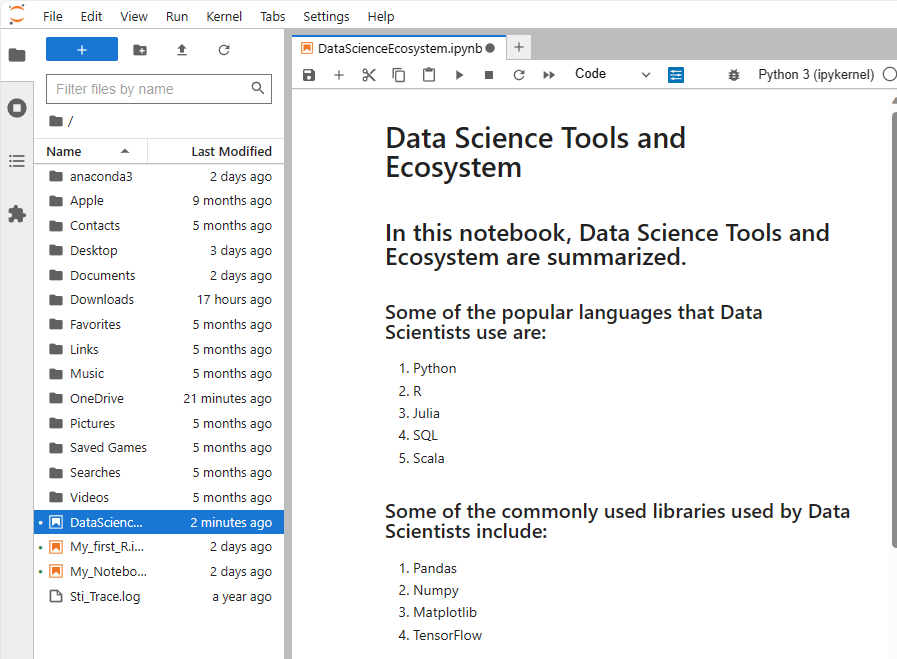 File Edit View Run Kernel Tabs Settings Help
+
Filter files by name
/
Name Last Modified
anaconda3 2 days ago
Apple 9 months ago
Contacts 5 months ago
Desktop 3 days ago
Documents 2 days ago
Downloads 17 hours ago
Favorites 5 months ago
Links 5 months ago
Music 5 months ago
OneDrive 21 minutes ago
Pictures 5 months ago
Saved Games 5 months ago
Searches 5 months ago
Videos 5 months ago
DataScienc... 2 minutes ago
My_first_R.i... 2 days ago
My_Notebo... 2 days ago
Sti_Trace.log a year ago
DataScienceEcosystem.ipynb +
Code Python 3 (ipykernel)
Data Science Tools and
Ecosystem
In this notebook, Data Science Tools and
Ecosystem are summarized.
Some of the popular languages that Data
Scientists use are:
1. Python
2. R
3. Julia
4. SQL
5. Scala
Some of the commonly used libraries used by Data
Scientists include:
1. Pandas
2. Numpy
3. Matplotlib
4. TensorFlow